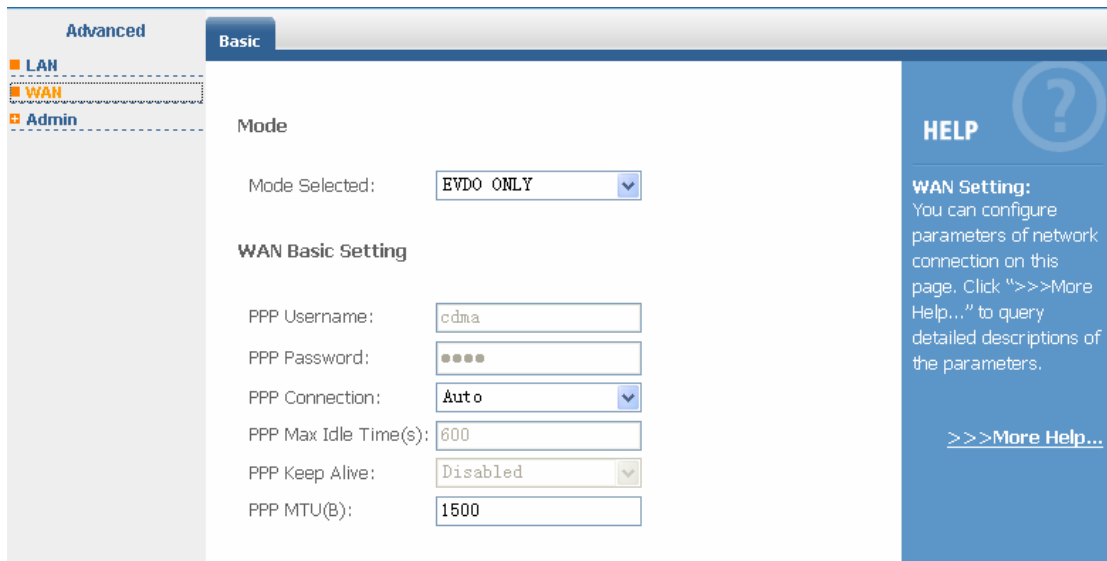 Advanced
LAN
WAN
Admin
Basic
Mode
Mode Selected: EVDO ONLY
WAN Basic Setting
PPP Username: cdma
PPP Password: ●●●●
PPP Connection: Auto
PPP Max Idle Time(s): 600
PPP Keep Alive: Disabled
PPP MTU(B): 1500
?
HELP
WAN Setting:
You can configure
parameters of network
connection on this
page. Click “>>>More
Help...” to query
detailed descriptions of
the parameters.
>>>More Help...